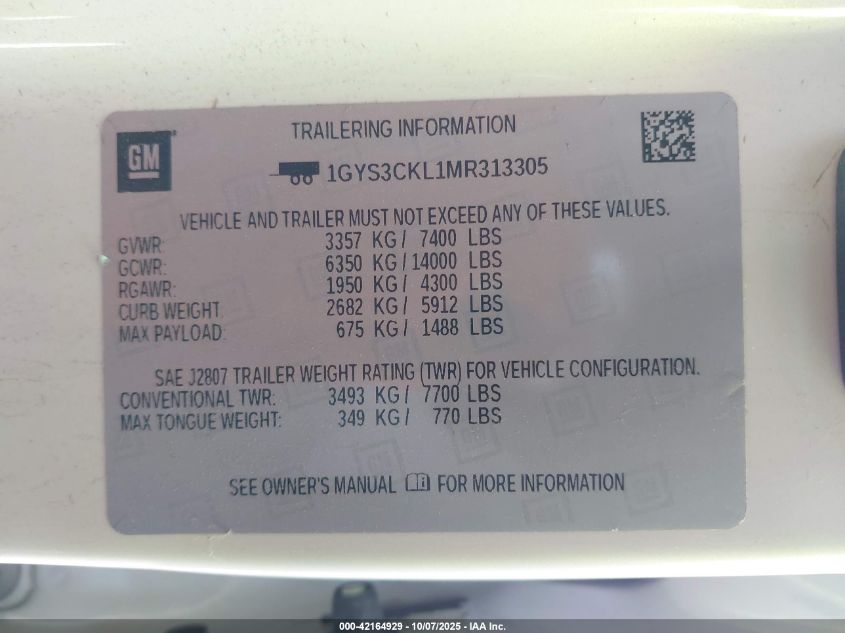 TRAILERING INFORMATION
GM
1GYS3CKL1MR313305
VEHICLE AND TRAILER MUST NOT EXCEED ANY OF THESE VALUES.
GVWR: 3357 KG/ 7400 LBS
GCWR: 6350 KG/14000 LBS
RGAWR: 1950 KG/ 4300 LBS
CURB WEIGHT 2682 KG/ 5912 LBS
MAX PAYLOAD: 675 KG/ 1488 LBS
SAE J2807 TRAILER WEIGHT RATING (TWR) FOR VEHICLE CONFIGURATION.
CONVENTIONAL TWR: 3493 KG/ 7700 LBS
MAX TONGUE WEIGHT: 349 KG/ 770 LBS
SEE OWNER'S MANUAL FOR MORE INFORMATION
000-42164929 - 10/07/2025 - IAA Inc.